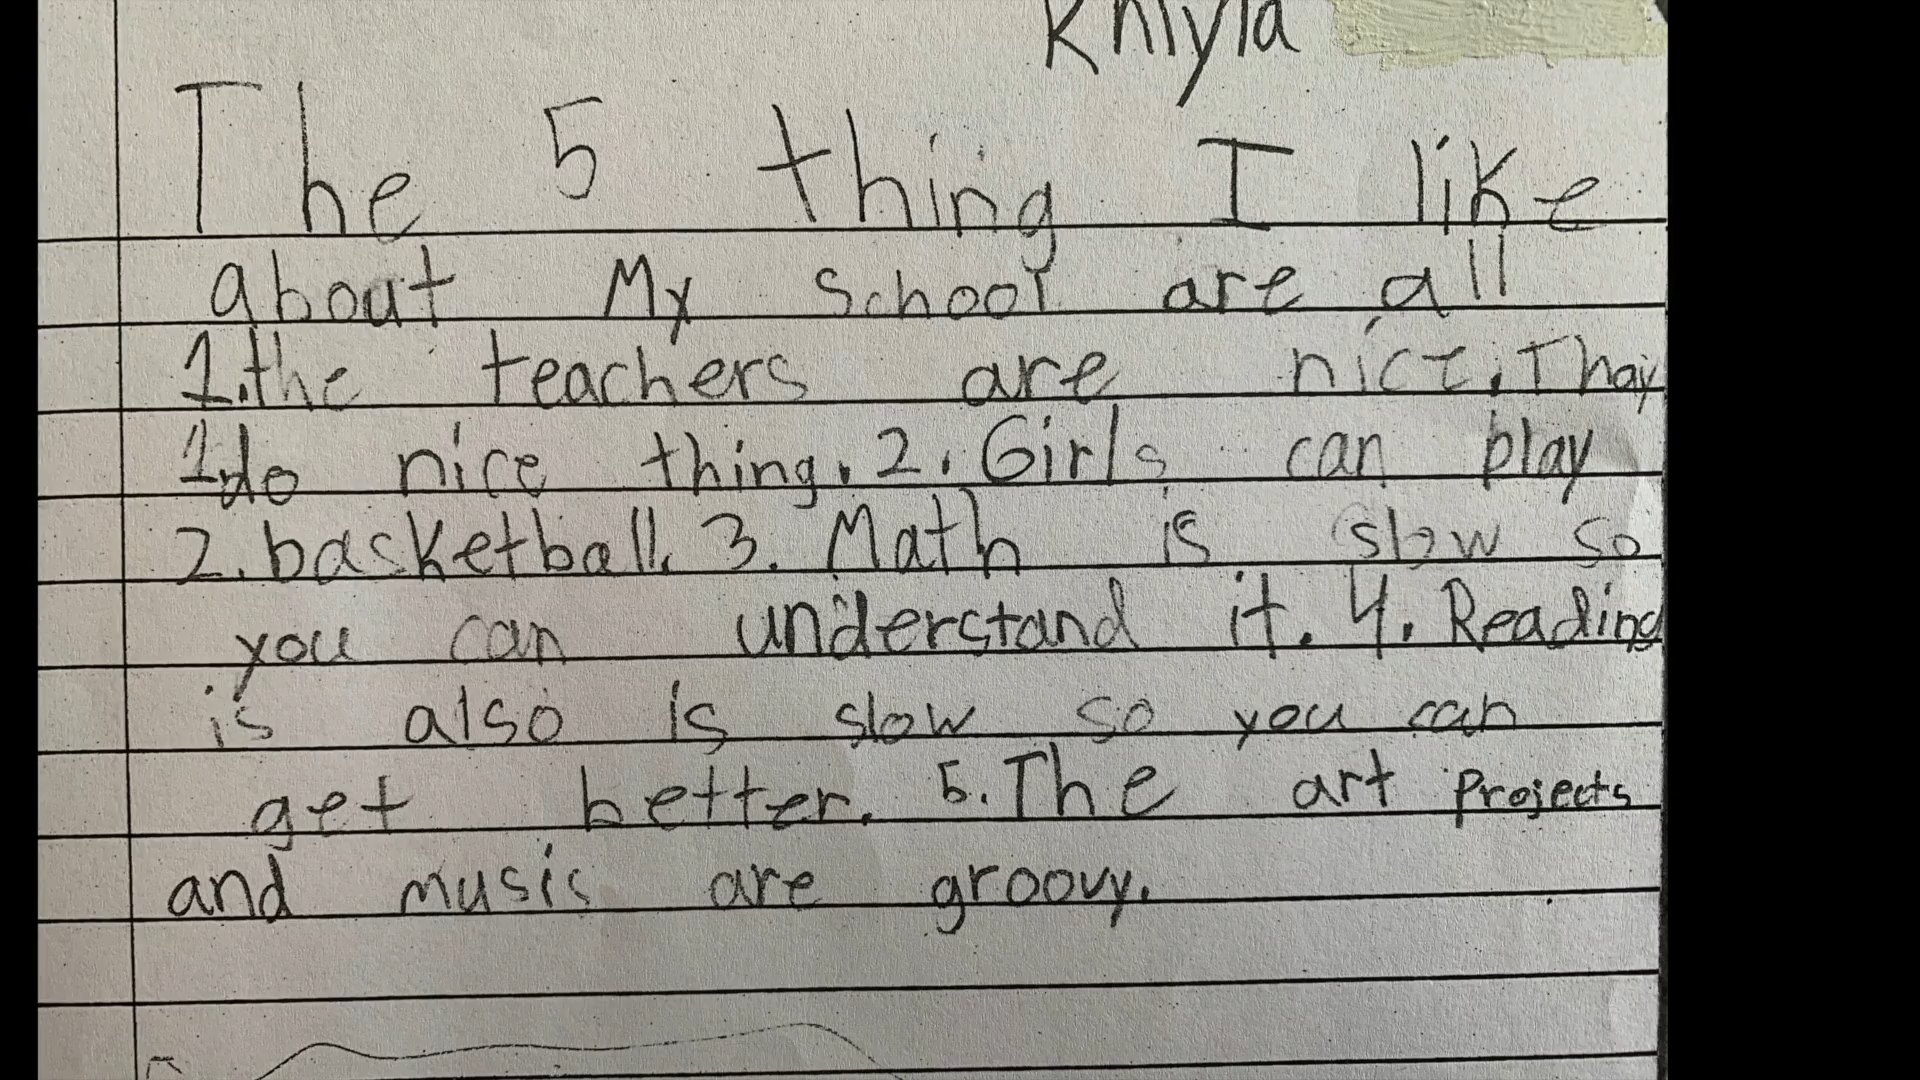 Khlyla
The 5 thing I like
about My school are all
1. the teachers are nice. Thay
1. do nice thing. 2. Girls can play
2. basketball. 3. Math is slow so
you can understand it. 4. Reading
is also is slow so you can
get better. 5. The art Projects
and music are groovy.